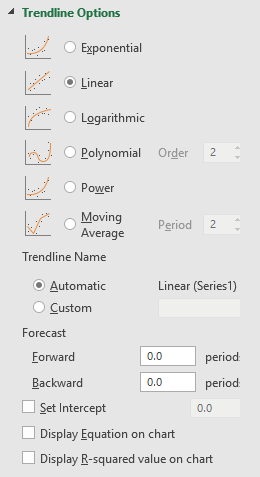 Trendline Options
Exponential
Linear
Logarithmic
Polynomial Order 2
Power
Moving Average Period 2
Trendline Name
Automatic Linear (Series1)
Custom
Forecast
Forward 0.0 period
Backward 0.0 period
Set Intercept 0.0
Display Equation on chart
Display R-squared value on chart